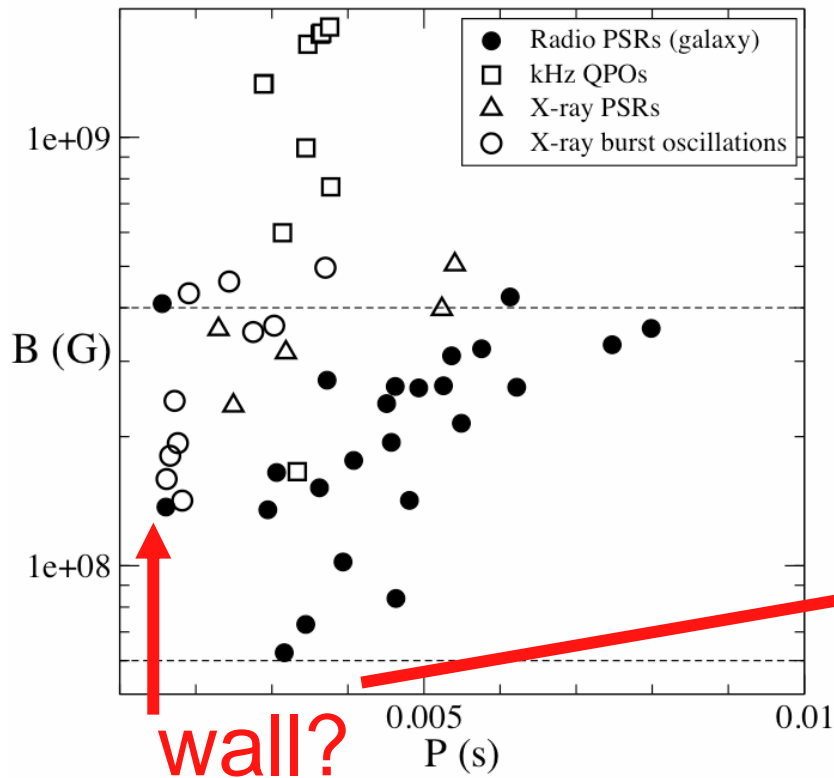 Radio PSRs (galaxy)
kHz QPOs
X-ray PSRs
X-ray burst oscillations
1e+09
B (G)
1e+08
0.005
0.01
P (s)
wall?